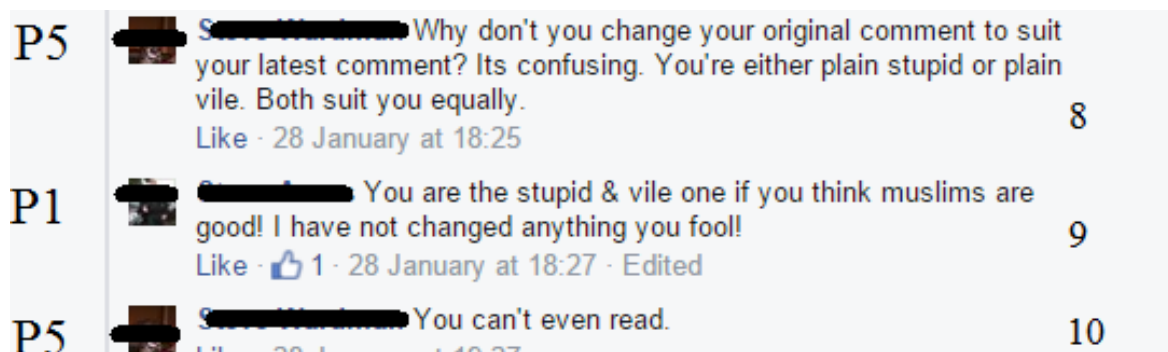 P5
Why don't you change your original comment to suit
your latest comment? Its confusing. You're either plain stupid or plain
vile. Both suit you equally.
8
Like · 28 January at 18:25
P1
You are the stupid & vile one if you think muslims are
good! I have not changed anything you fool!
9
Like · 1 · 28 January at 18:27 · Edited
P5
You can't even read.
10